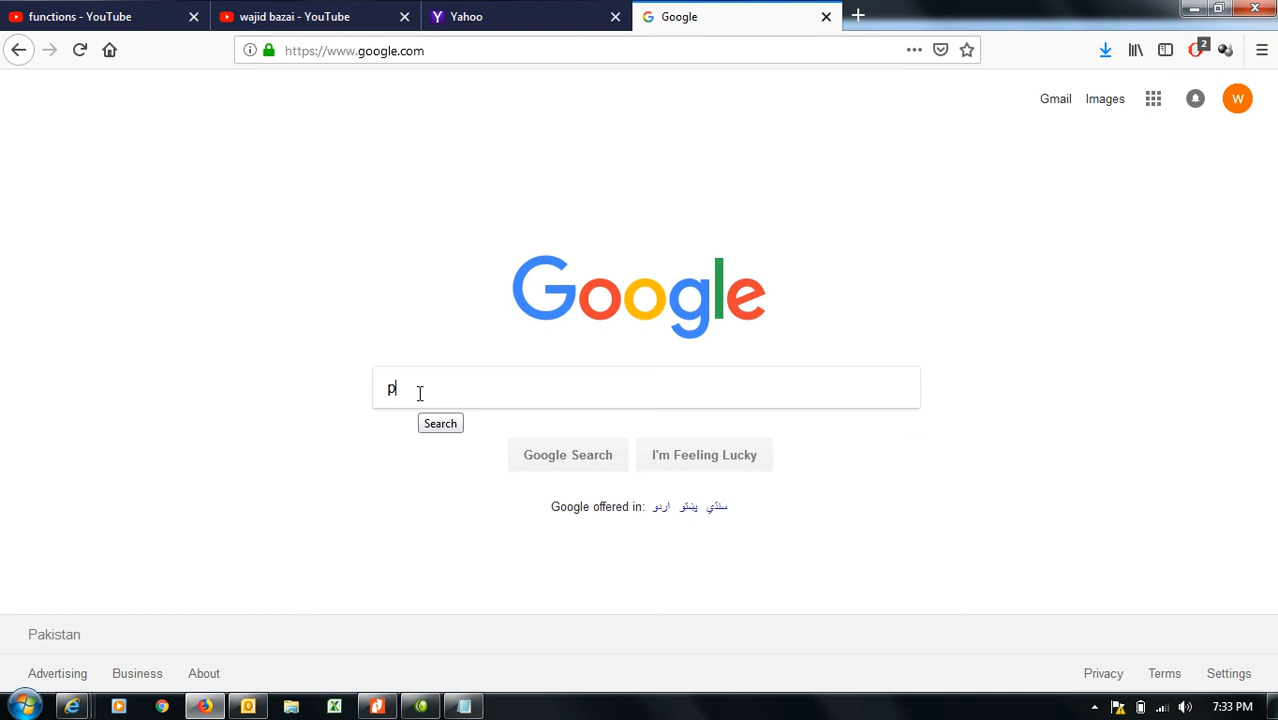 functions - YouTube
wajid bazai - YouTube
Yahoo
Google
https://www.google.com
2
Gmail Images
W
Google
p
Search
Google Search I'm Feeling Lucky
Google offered in: اردو پښتو سنڌي
Pakistan
Advertising Business About
Privacy Terms Settings
7:33 PM